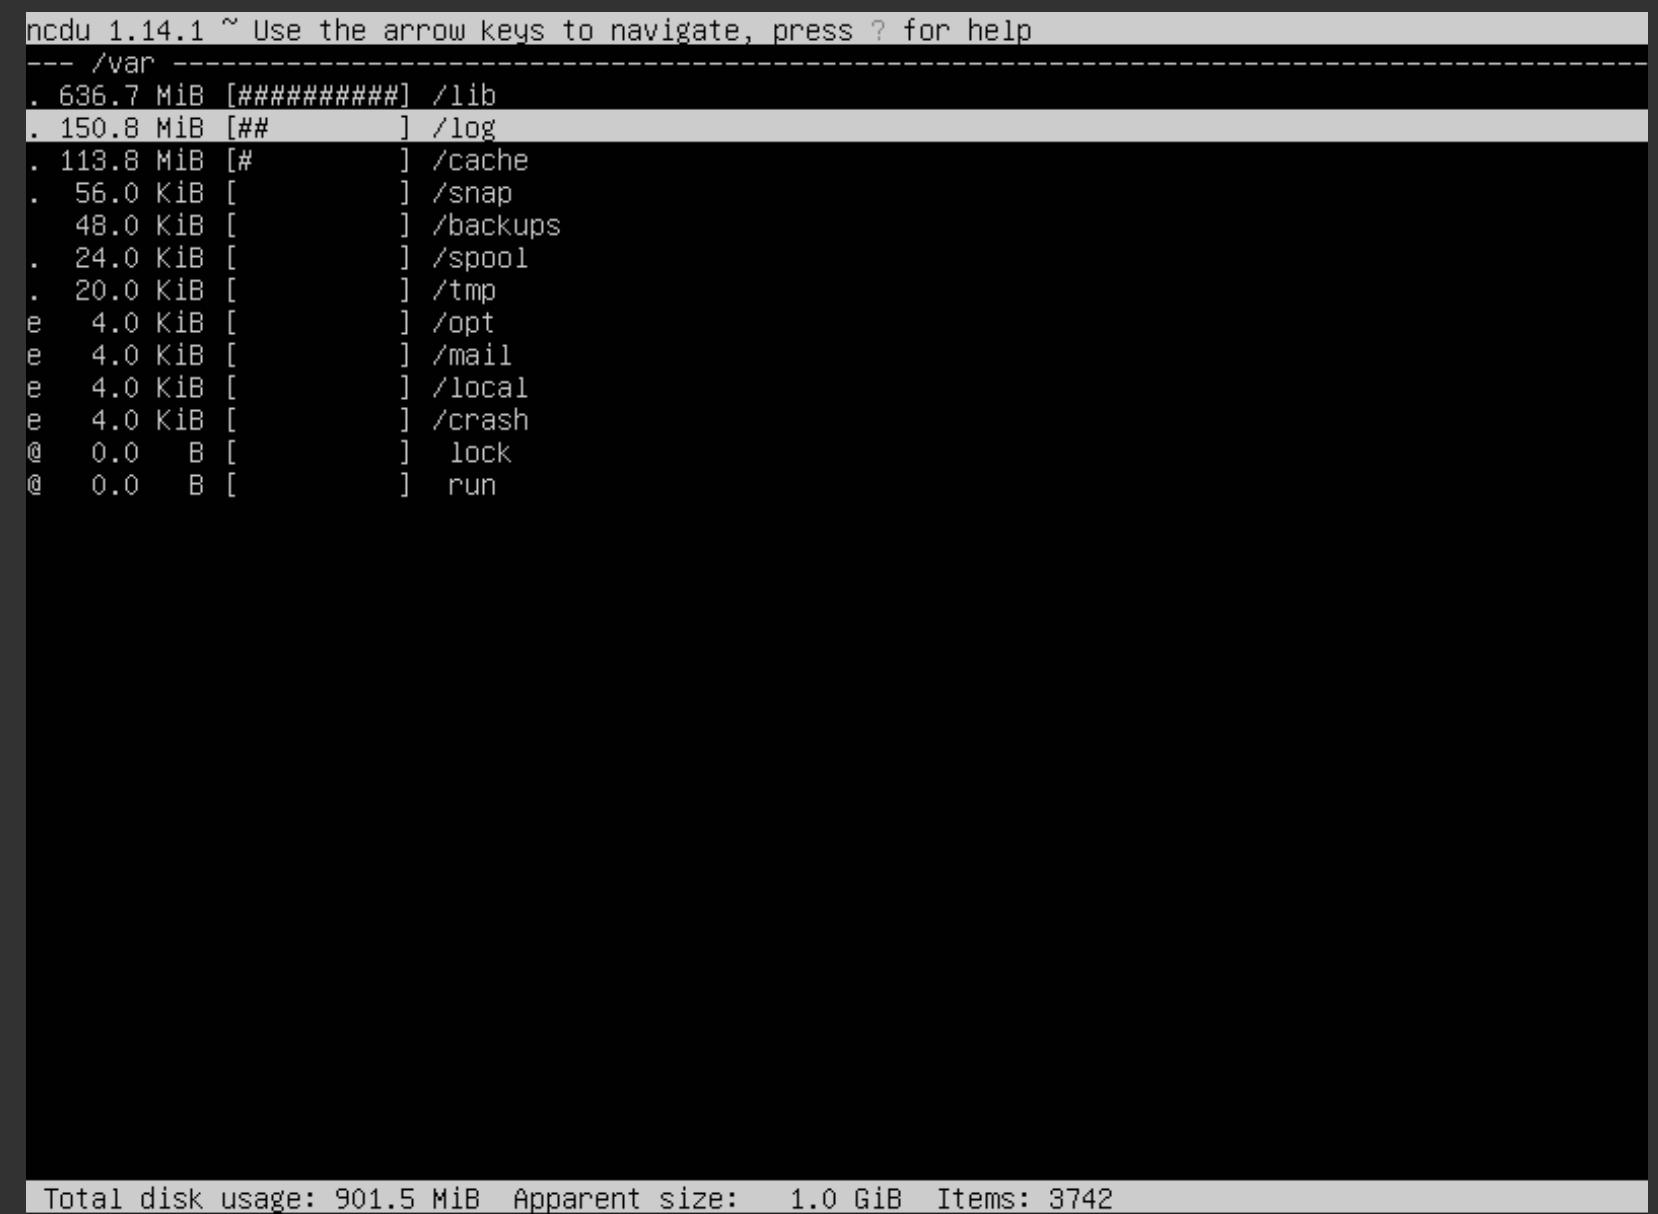 ncdu 1.14.1 ~ Use the arrow keys to navigate, press ? for help
--- /var -------------------------------------------------------------------------------------------
. 636.7 MiB [##########] /lib
. 150.8 MiB [##        ] /log
. 113.8 MiB [#         ] /cache
.  56.0 KiB [          ] /snap
   48.0 KiB [          ] /backups
.  24.0 KiB [          ] /spool
.  20.0 KiB [          ] /tmp
e   4.0 KiB [          ] /opt
e   4.0 KiB [          ] /mail
e   4.0 KiB [          ] /local
e   4.0 KiB [          ] /crash
@   0.0   B [          ]  lock
@   0.0   B [          ]  run
 Total disk usage: 901.5 MiB  Apparent size:   1.0 GiB  Items: 3742